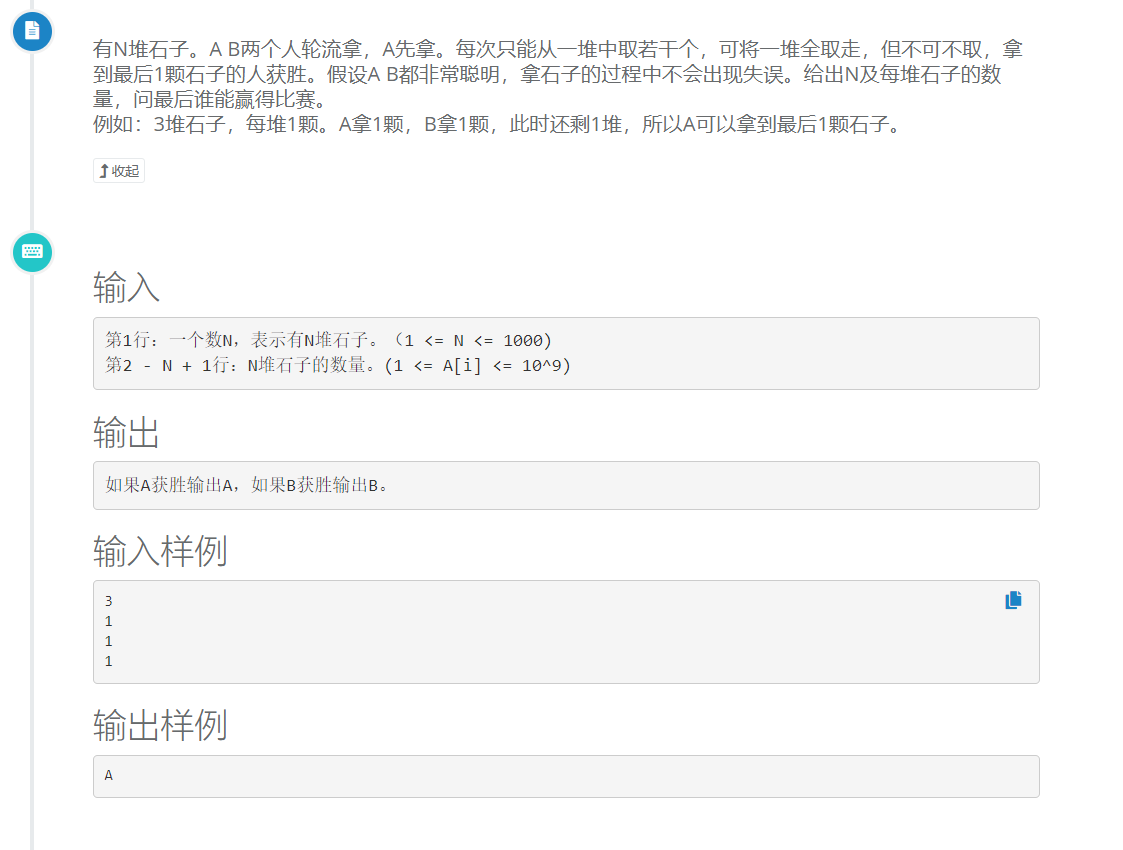 有N堆石子。A B两个人轮流拿，A先拿。每次只能从一堆中取若干个，可将一堆全取走，但不可不取，拿
到最后1颗石子的人获胜。假设A B都非常聪明，拿石子的过程中不会出现失误。给出N及每堆石子的数
量，问最后谁能赢得比赛。
例如：3堆石子，每堆1颗。A拿1颗，B拿1颗，此时还剩1堆，所以A可以拿到最后1颗石子。
收起
输入
第1行：一个数N，表示有N堆石子。（1 <= N <= 1000)
第2 - N + 1行：N堆石子的数量。(1 <= A[i] <= 10^9)
输出
如果A获胜输出A，如果B获胜输出B。
输入样例
3
1
1
1
输出样例
A